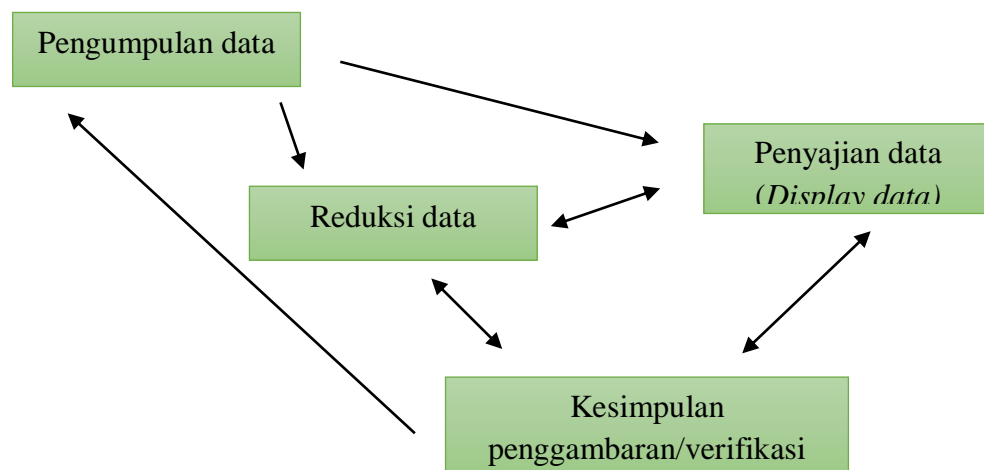 Pengumpulan data
Penyajian data
(Display data)
Reduksi data
Kesimpulan
penggambaran/verifikasi